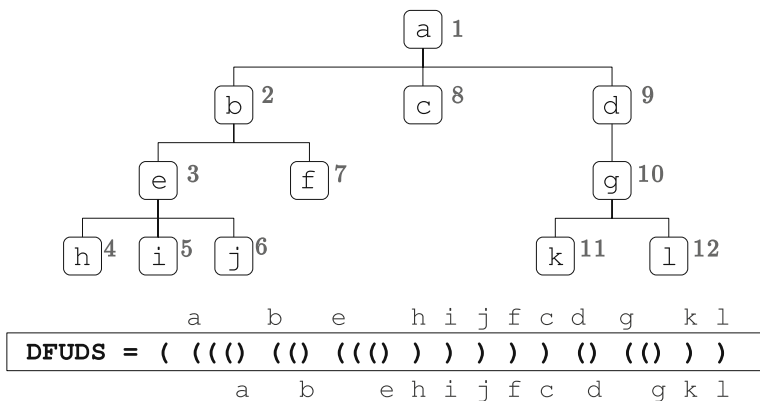 a 1
b 2 c 8 d 9
e 3 f 7 g 10
h 4 i 5 j 6 k 11 l 12
a b e h i j f c d g k l
DFUDS = ( ((() (() ((() ) ) ) ) ) () (() ) )
a b e h i j f c d g k l